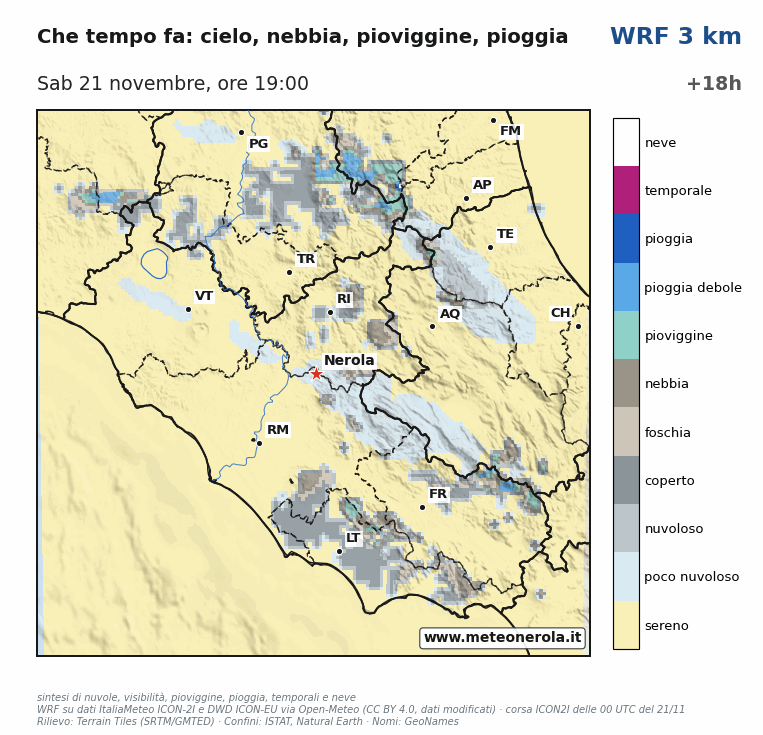 Che tempo fa: cielo, nebbia, pioviggine, pioggia
WRF 3 km
Sab 21 novembre, ore 19:00
+18h
FM
PG
AP
TE
TR
VT
RI
AQ
CH
Nerola
RM
FR
LT
www.meteonerola.it
neve
temporale
pioggia
pioggia debole
pioviggine
nebbia
foschia
coperto
nuvoloso
poco nuvoloso
sereno
sintesi di nuvole, visibilità, pioviggine, pioggia, temporali e neve
WRF su dati ItaliaMeteo ICON-2I e DWD ICON-EU via Open-Meteo (CC BY 4.0, dati modificati) · corsa ICON2I delle 00 UTC del 21/11
Rilievo: Terrain Tiles (SRTM/GMTED) · Confini: ISTAT, Natural Earth · Nomi: GeoNames